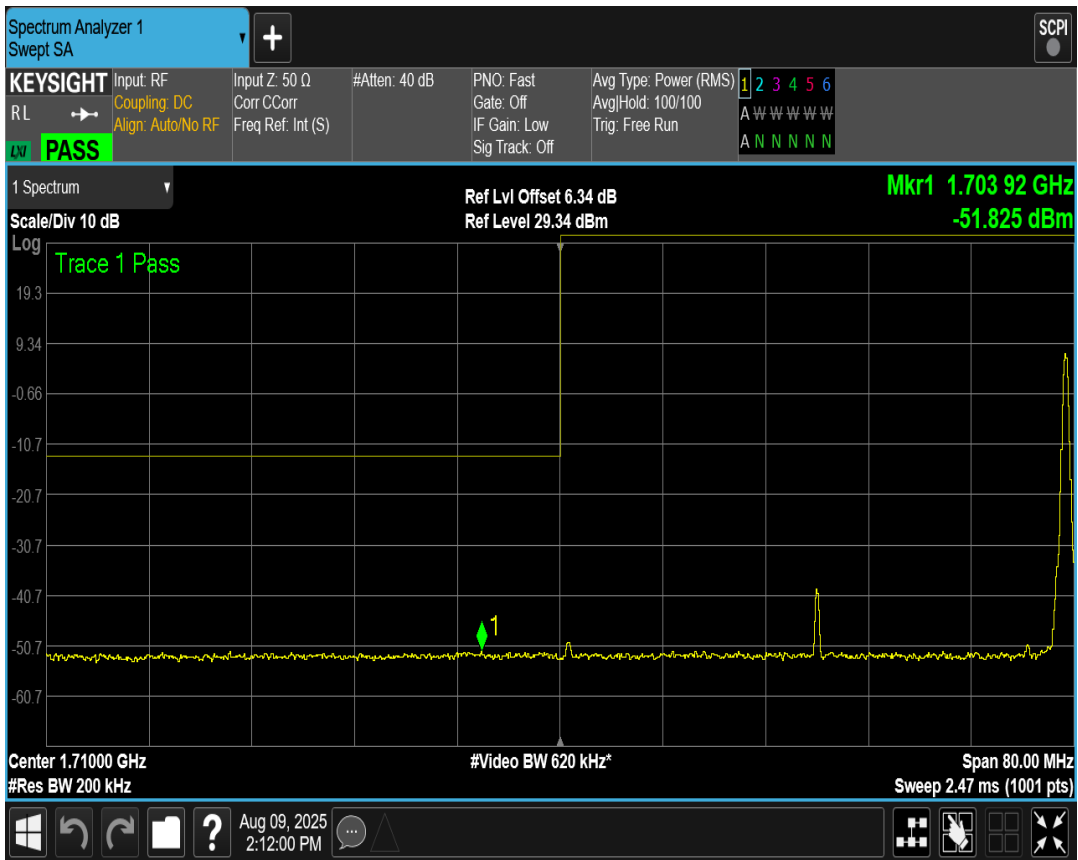 Spectrum Analyzer 1
Swept SA
+
SCPI
KEYSIGHT
RL
LXI PASS
Input: RF
Coupling: DC
Align: Auto/No RF
Input Z: 50 Ω
Corr CCorr
Freq Ref: Int (S)
#Atten: 40 dB
PNO: Fast
Gate: Off
IF Gain: Low
Sig Track: Off
Avg Type: Power (RMS)
Avg|Hold: 100/100
Trig: Free Run
1 2 3 4 5 6
A W W W W W
A N N N N N
1 Spectrum
Scale/Div 10 dB
Ref Lvl Offset 6.34 dB
Ref Level 29.34 dBm
Mkr1 1.703 92 GHz
-51.825 dBm
Log
Trace 1 Pass
19.3
9.34
-0.66
-10.7
-20.7
-30.7
-40.7
1
-50.7
-60.7
Center 1.71000 GHz
#Res BW 200 kHz
#Video BW 620 kHz*
Span 80.00 MHz
Sweep 2.47 ms (1001 pts)
?
Aug 09, 2025
2:12:00 PM